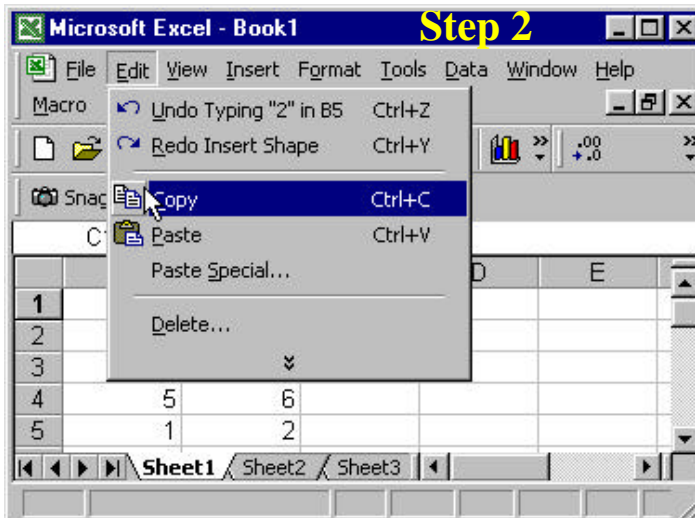 Microsoft Excel - Book1
Step 2
File Edit View Insert Format Tools Data Window Help
Macro
Undo Typing "2" in B5 Ctrl+Z
Redo Insert Shape Ctrl+Y
Copy Ctrl+C
Paste Ctrl+V
Paste Special...
Delete...
.00
.0
Snag
D E
1
2
3
4 5 6
5 1 2
Sheet1 Sheet2 Sheet3